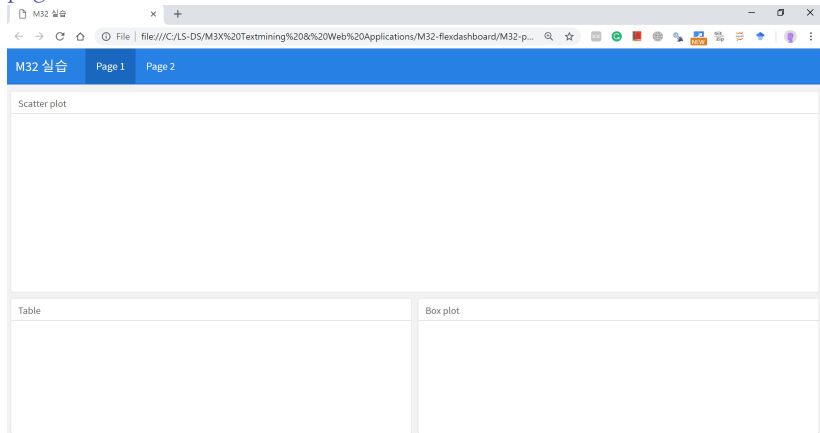 M32 실습
File | file:///C:/LS-DS/M3X%20Textmining%20&%20Web%20Applications/M32-flexdashboard/M32-p...
NEW
M32 실습 Page 1 Page 2
Scatter plot
Table Box plot